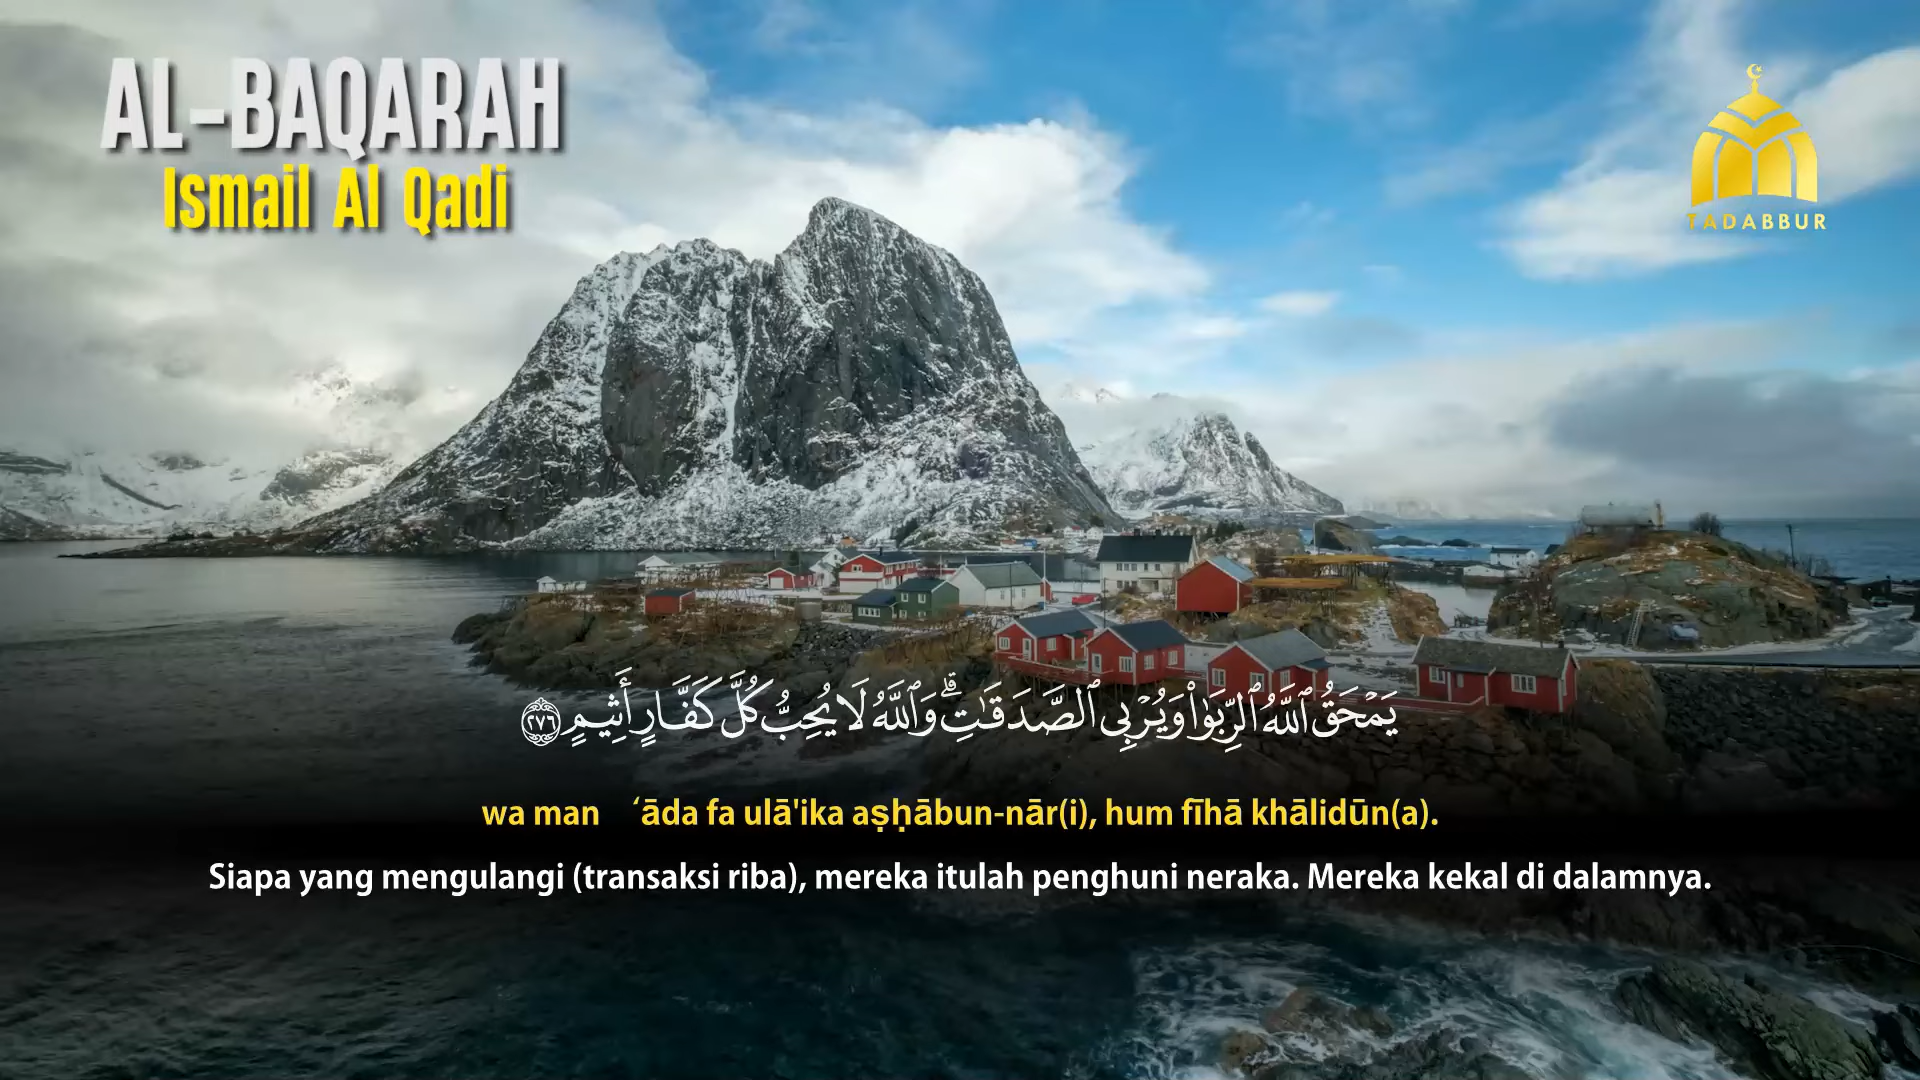 AL-BAQARAH
Ismail Al Qadi
TADABBUR
يَمْحَقُ ٱللَّهُ ٱلرِّبَوٰا۟ وَيُرْبِى ٱلصَّدَقَـٰتِ ۗ وَٱللَّهُ لَا يُحِبُّ كُلَّ كَفَّارٍ أَثِيمٍ ٢٧٦
wa man ‘āda fa ulā'ika aṣḥābun-nār(i), hum fīhā khālidūn(a).
Siapa yang mengulangi (transaksi riba), mereka itulah penghuni neraka. Mereka kekal di dalamnya.